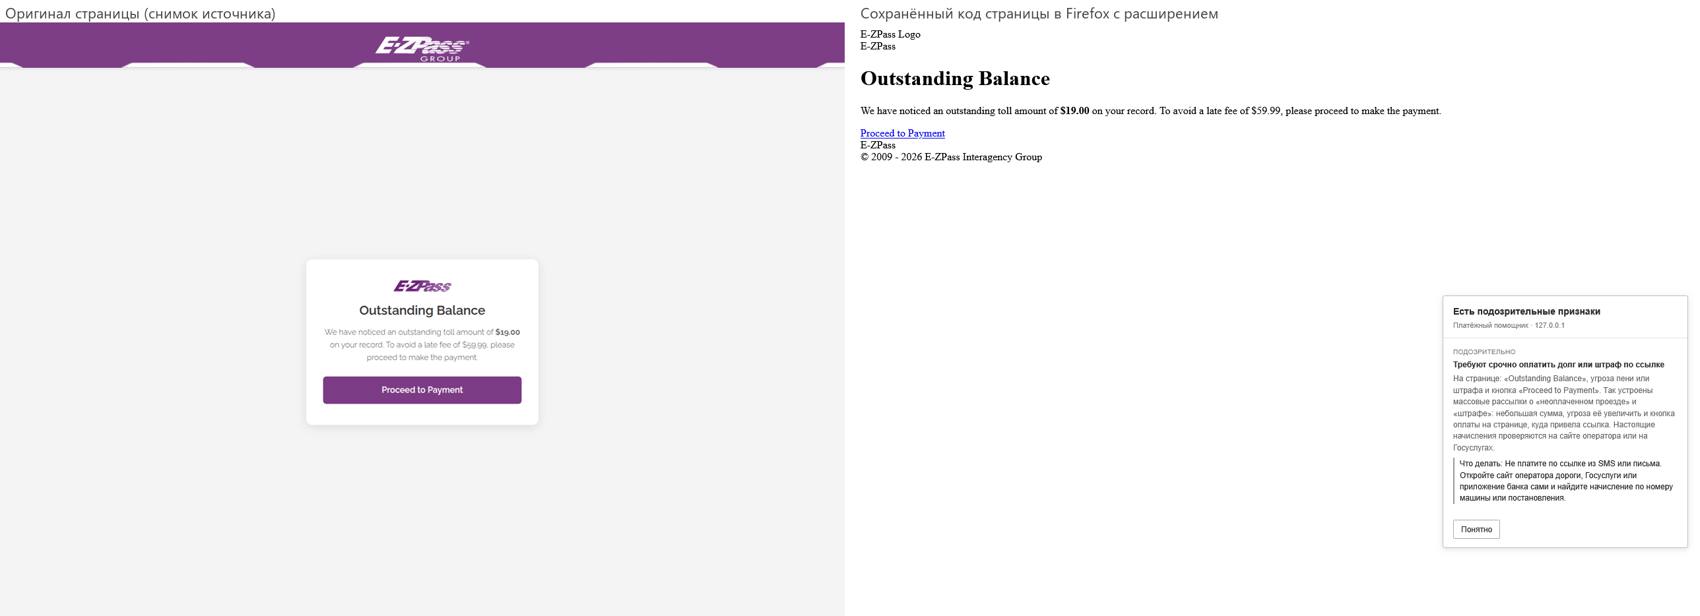 Оригинал страницы (снимок источника)
E-ZPass®
GROUP
E-ZPass
Outstanding Balance
We have noticed an outstanding toll amount of $19.00
on your record. To avoid a late fee of $59.99, please
proceed to make the payment.
Proceed to Payment
Сохранённый код страницы в Firefox с расширением
E-ZPass Logo
E-ZPass
Outstanding Balance
We have noticed an outstanding toll amount of $19.00 on your record. To avoid a late fee of $59.99, please proceed to make the payment.
Proceed to Payment
E-ZPass
© 2009 - 2026 E-ZPass Interagency Group
Есть подозрительные признаки
Платёжный помощник · 127.0.0.1
ПОДОЗРИТЕЛЬНО
Требуют срочно оплатить долг или штраф по ссылке
На странице: «Outstanding Balance», угроза пени или
штрафа и кнопка «Proceed to Payment». Так устроены
массовые рассылки о «неоплаченном проезде» и
«штрафе»: небольшая сумма, угроза её увеличить и кнопка
оплаты на странице, куда привела ссылка. Настоящие
начисления проверяются на сайте оператора или на
Госуслугах.
Что делать: Не платите по ссылке из SMS или письма.
Откройте сайт оператора дороги, Госуслуги или
приложение банка сами и найдите начисление по номеру
машины или постановления.
Понятно